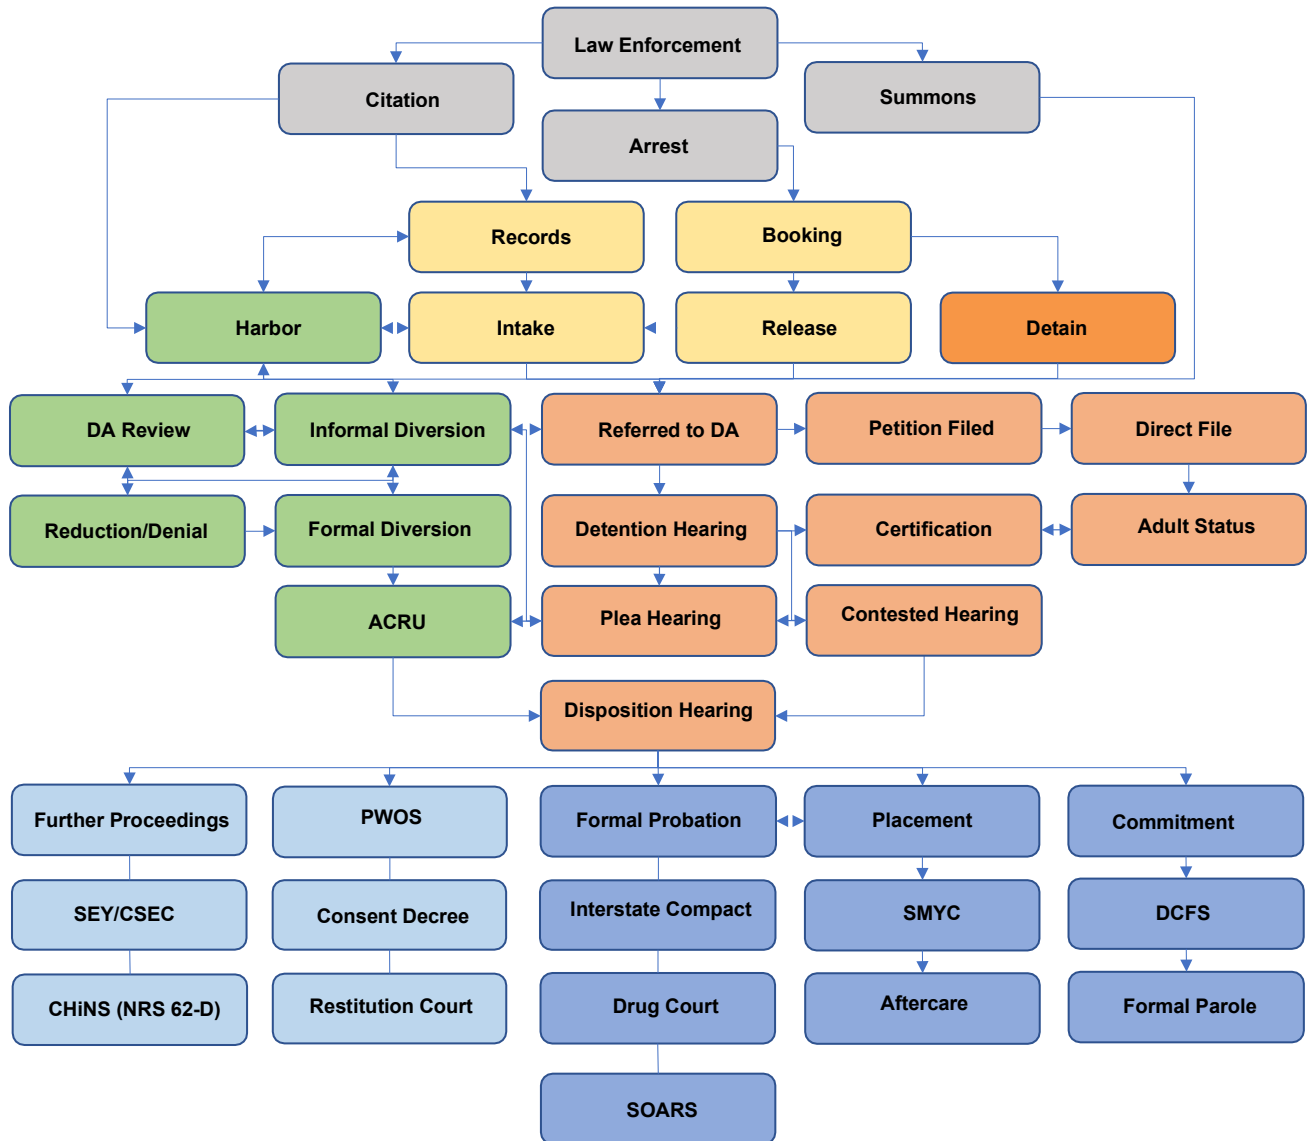 Law Enforcement
Citation
Summons
Arrest
Records
Booking
Harbor
Intake
Release
Detain
DA Review
Informal Diversion
Referred to DA
Petition Filed
Direct File
Reduction/Denial
Formal Diversion
Detention Hearing
Certification
Adult Status
ACRU
Plea Hearing
Contested Hearing
Disposition Hearing
Further Proceedings
PWOS
Formal Probation
Placement
Commitment
SEY/CSEC
Consent Decree
Interstate Compact
SMYC
DCFS
CHiNS (NRS 62-D)
Restitution Court
Drug Court
Aftercare
Formal Parole
SOARS